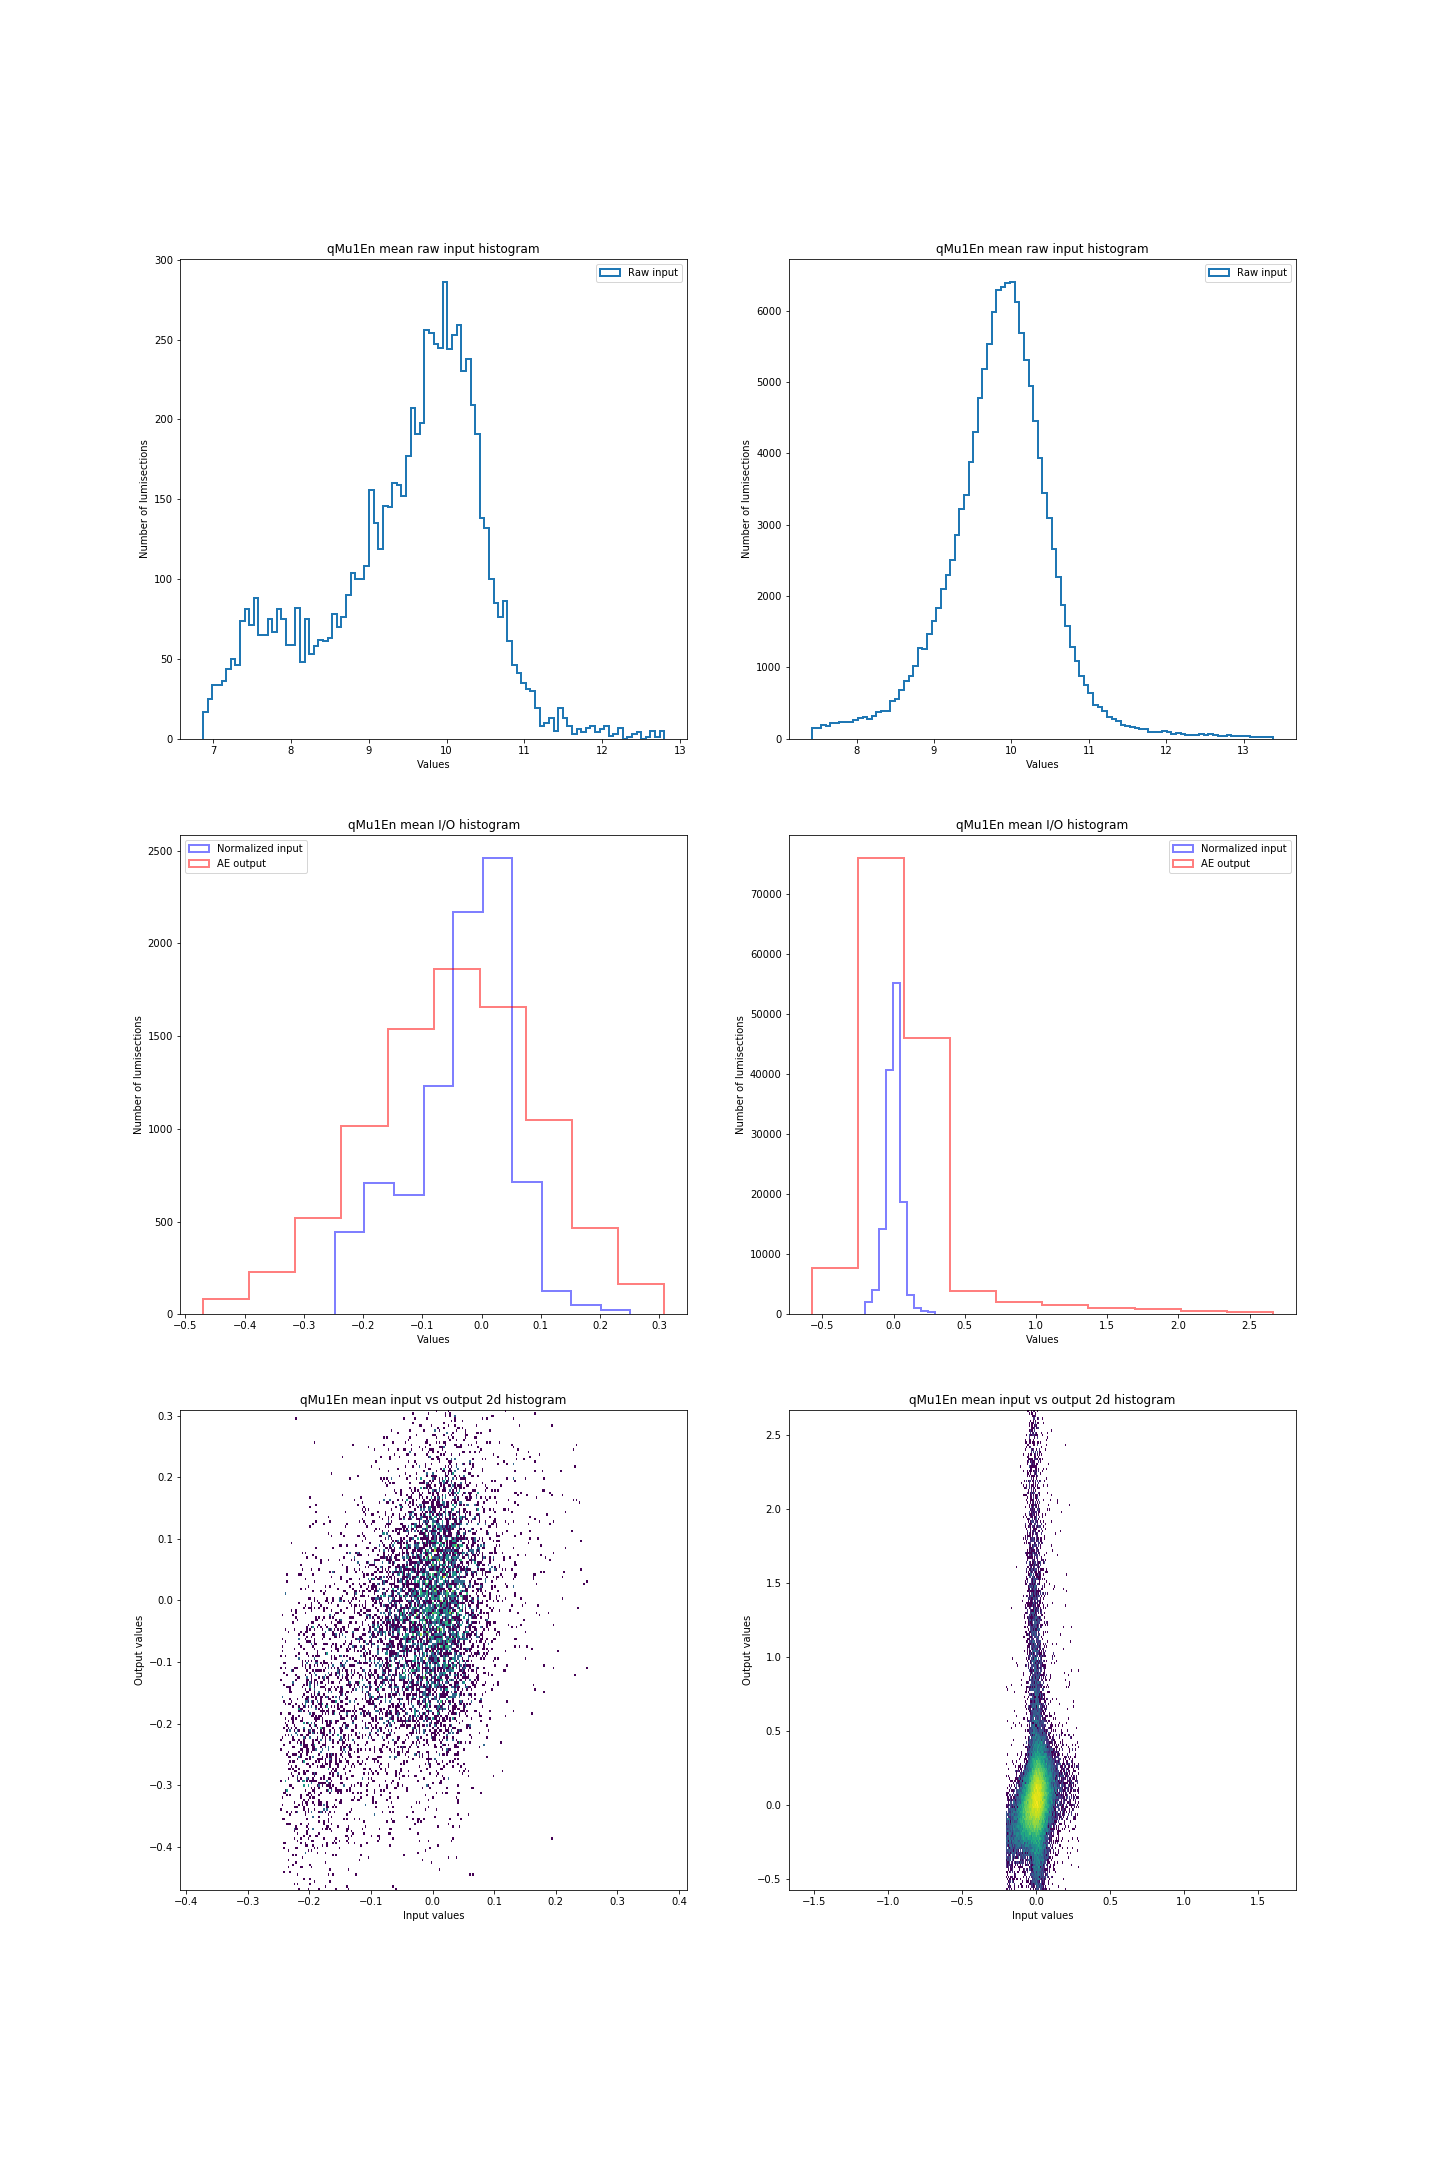 qMu1En mean raw input histogram
Raw input
300
250
200
150
100
50
0
Number of lumisections
7 8 9 10 11 12 13
Values
qMu1En mean raw input histogram
Raw input
6000
5000
4000
3000
2000
1000
0
Number of lumisections
8 9 10 11 12 13
Values
qMu1En mean I/O histogram
Normalized input
AE output
2500
2000
1500
1000
500
0
Number of lumisections
−0.5 −0.4 −0.3 −0.2 −0.1 0.0 0.1 0.2 0.3
Values
qMu1En mean I/O histogram
Normalized input
AE output
70000
60000
50000
40000
30000
20000
10000
0
Number of lumisections
−0.5 0.0 0.5 1.0 1.5 2.0 2.5
Values
qMu1En mean input vs output 2d histogram
0.3
0.2
0.1
0.0
−0.1
−0.2
−0.3
−0.4
Output values
−0.4 −0.3 −0.2 −0.1 0.0 0.1 0.2 0.3 0.4
Input values
qMu1En mean input vs output 2d histogram
2.5
2.0
1.5
1.0
0.5
0.0
−0.5
Output values
−1.5 −1.0 −0.5 0.0 0.5 1.0 1.5
Input values